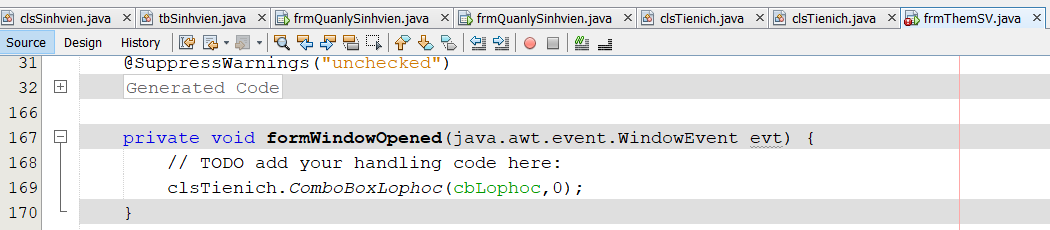 clsSinhvien.java tbSinhvien.java frmQuanlySinhvien.java frmQuanlySinhvien.java clsTienich.java clsTienich.java frmThemSV.java
Source Design History
31 @SuppressWarnings("unchecked")
32 Generated Code
166
167 private void formWindowOpened(java.awt.event.WindowEvent evt) {
168 // TODO add your handling code here:
169 clsTienich.ComboBoxLophoc(cbLophoc,0);
170 }